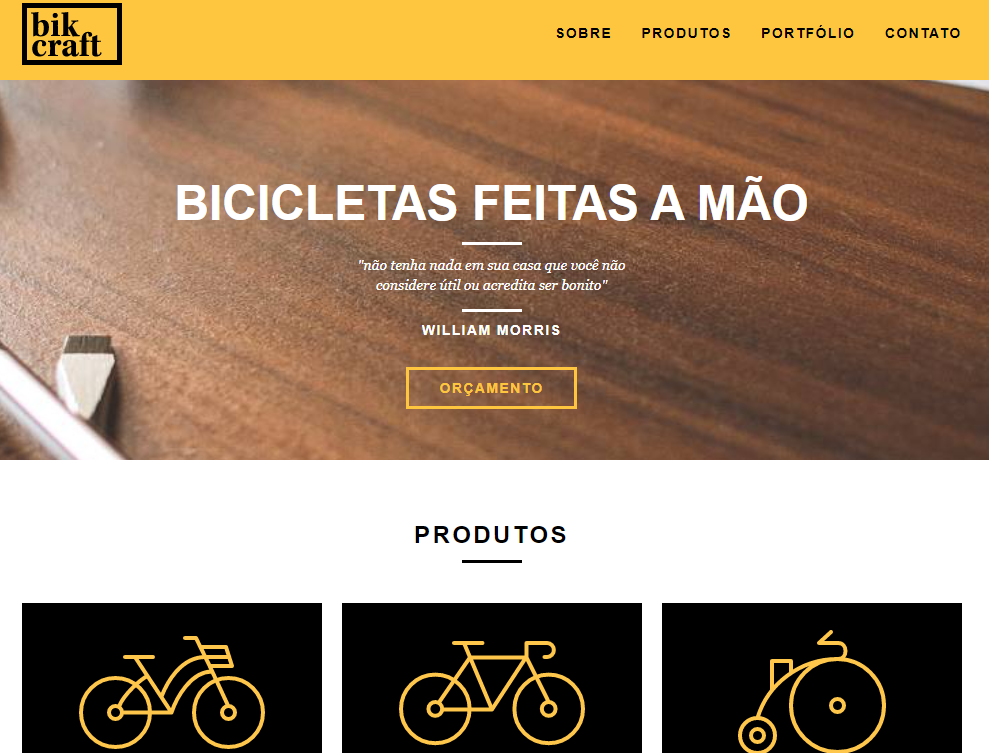 bik
craft
SOBRE PRODUTOS PORTFÓLIO CONTATO
BICICLETAS FEITAS A MÃO
"não tenha nada em sua casa que você não
considere útil ou acredita ser bonito"
WILLIAM MORRIS
ORÇAMENTO
PRODUTOS